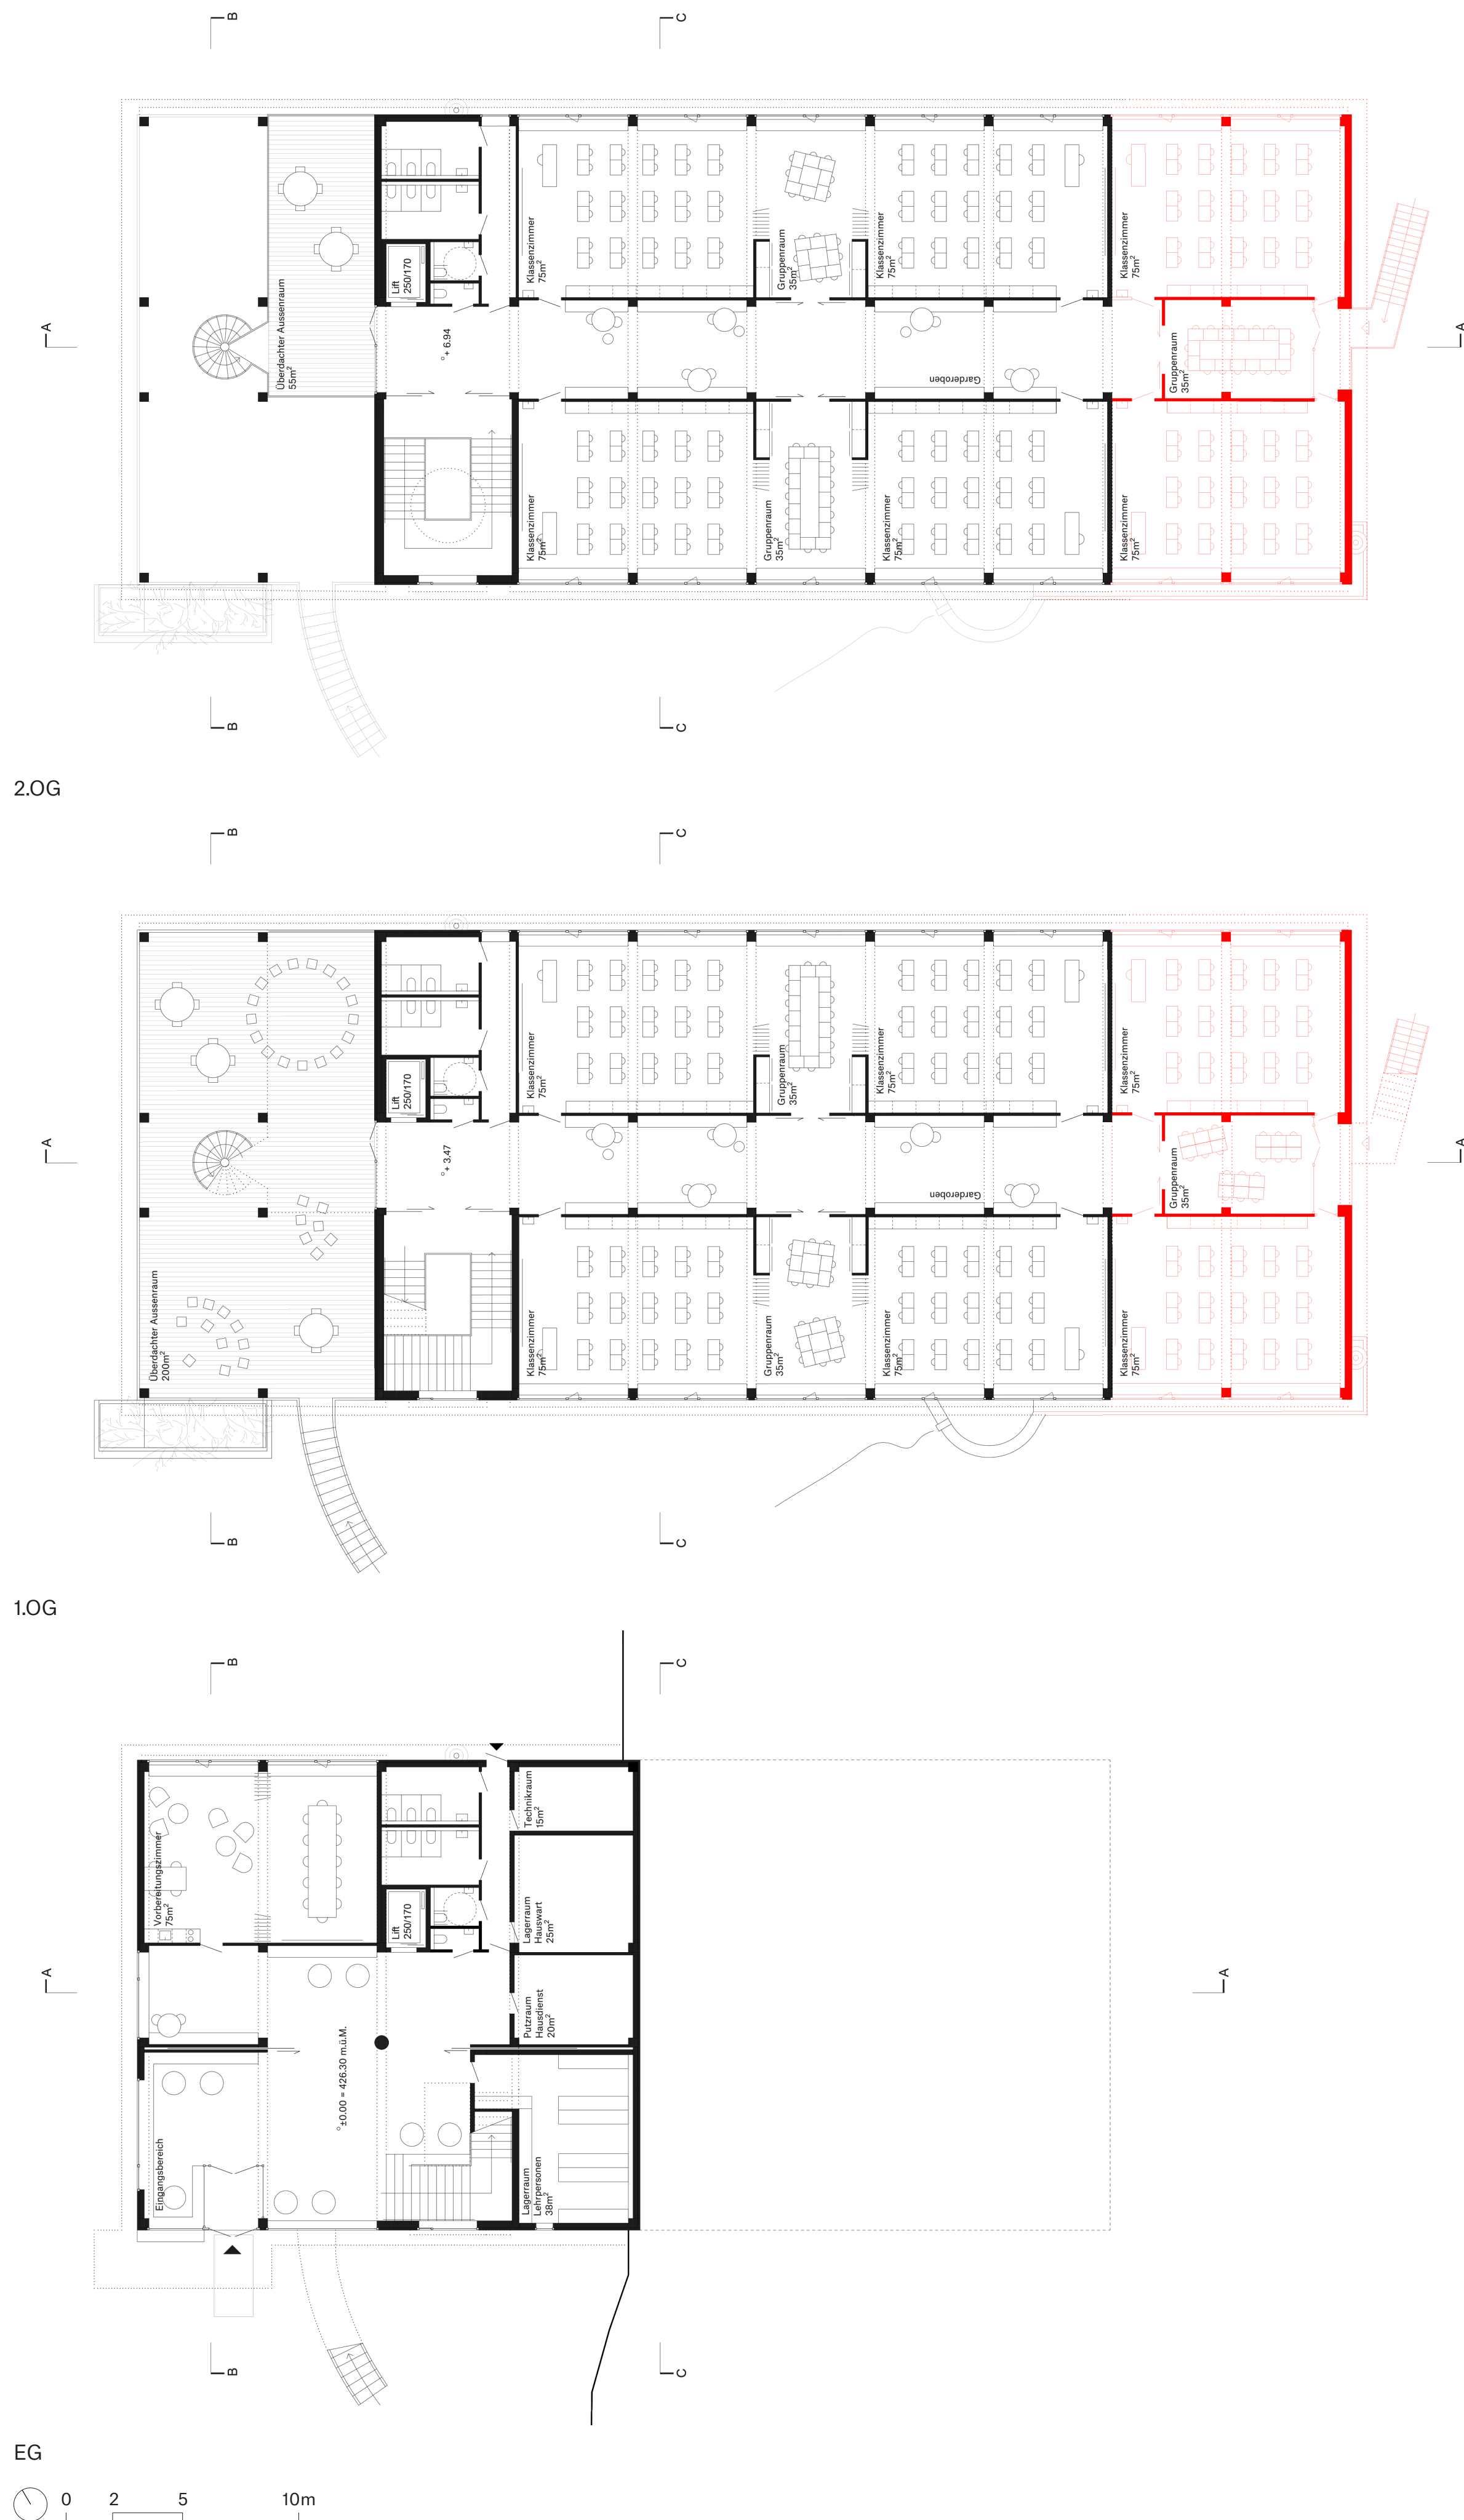 B
C
Klassenzimmer
75m²
Gruppenraum
35m²
Klassenzimmer
75m²
Klassenzimmer
75m²
Lift
250/170
Überdachter Aussenraum
55m²
A
A
°+ 6.94
Garderoben
Gruppenraum
35m²
Klassenzimmer
75m²
Gruppenraum
35m²
Klassenzimmer
75m²
Klassenzimmer
75m²
B
C
2.OG
B
C
Klassenzimmer
75m²
Gruppenraum
35m²
Klassenzimmer
75m²
Klassenzimmer
75m²
Lift
250/170
A
A
°+ 3.47
Garderoben
Gruppenraum
35m²
Überdachter Aussenraum
200m²
Klassenzimmer
75m²
Gruppenraum
35m²
Klassenzimmer
75m²
Klassenzimmer
75m²
B
C
1.OG
B
C
Technikraum
15m²
Vorbereitungszimmer
75m²
Lift
250/170
Lagerraum
Hauswart
25m²
A
A
Putzraum
Hausdienst
20m²
°±0.00 = 426.30 m.ü.M.
Eingangsbereich
Lagerraum
Lehrpersonen
38m²
B
C
EG
0 2 5 10m